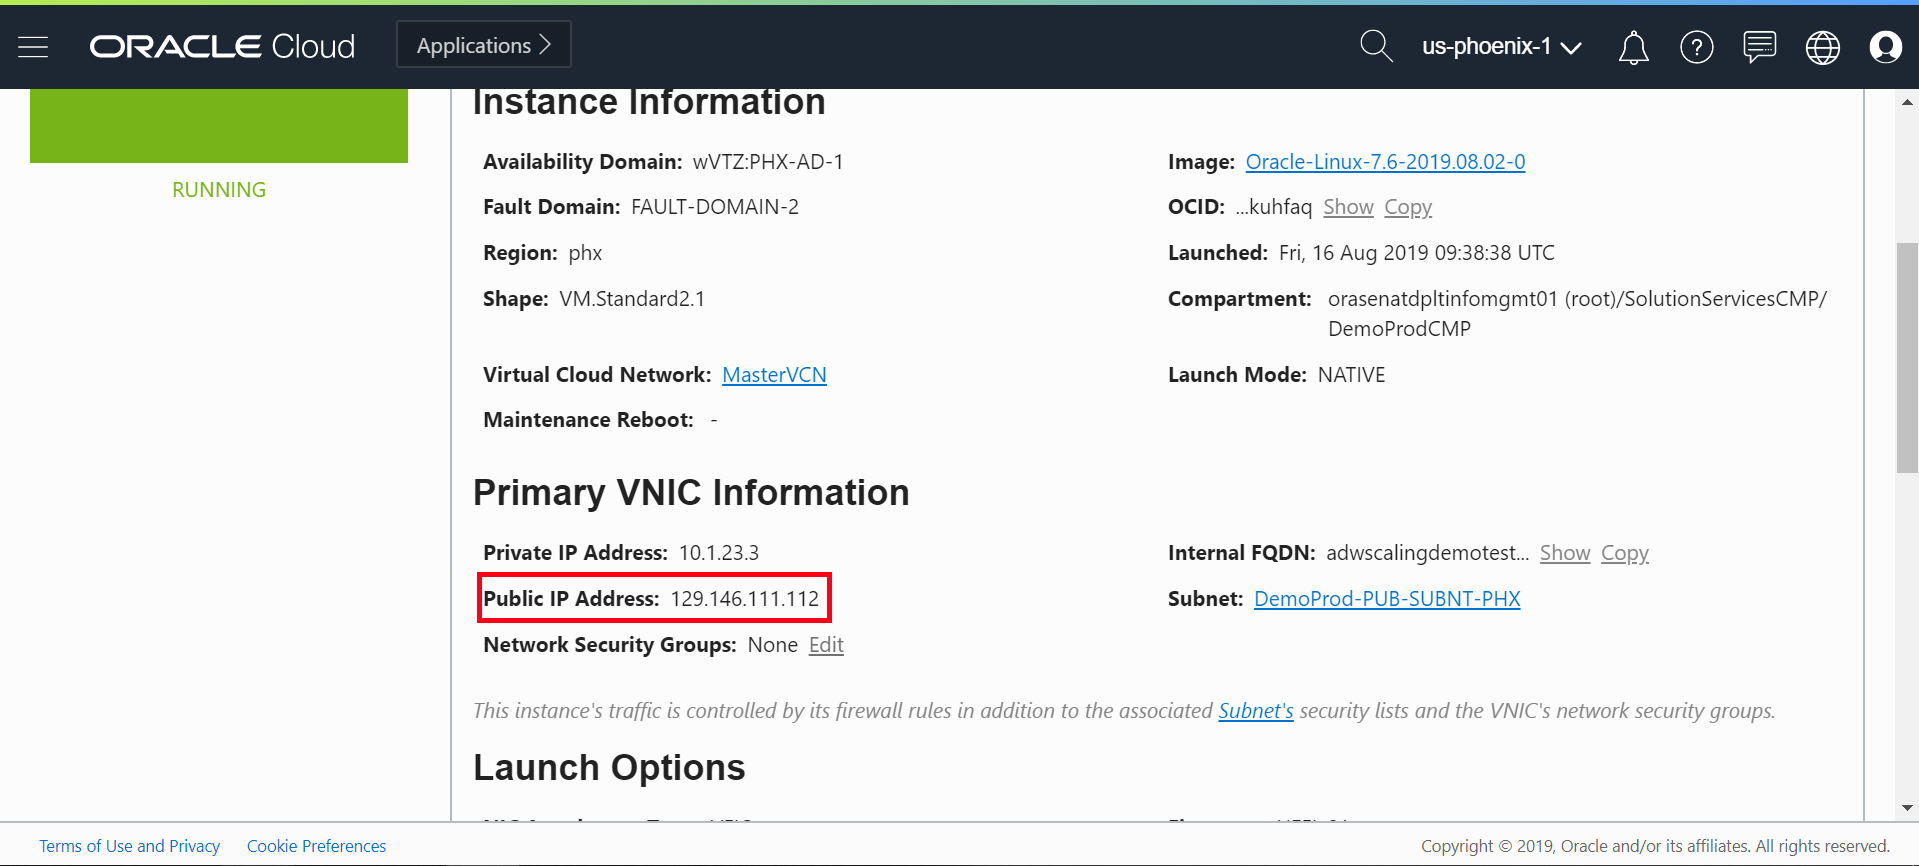 ORACLE Cloud
Applications
us-phoenix-1
RUNNING
Instance Information
Availability Domain: wVTZ:PHX-AD-1
Image: Oracle-Linux-7.6-2019.08.02-0
Fault Domain: FAULT-DOMAIN-2
OCID: ...kuhfaq Show Copy
Region: phx
Launched: Fri, 16 Aug 2019 09:38:38 UTC
Shape: VM.Standard2.1
Compartment: orasenatdpltinfomgmt01 (root)/SolutionServicesCMP/
DemoProdCMP
Virtual Cloud Network: MasterVCN
Launch Mode: NATIVE
Maintenance Reboot: -
Primary VNIC Information
Private IP Address: 10.1.23.3
Internal FQDN: adwscalingdemotest... Show Copy
Public IP Address: 129.146.111.112
Subnet: DemoProd-PUB-SUBNT-PHX
Network Security Groups: None Edit
This instance's traffic is controlled by its firewall rules in addition to the associated Subnet's security lists and the VNIC's network security groups.
Launch Options
Terms of Use and Privacy
Cookie Preferences
Copyright © 2019, Oracle and/or its affiliates. All rights reserved.